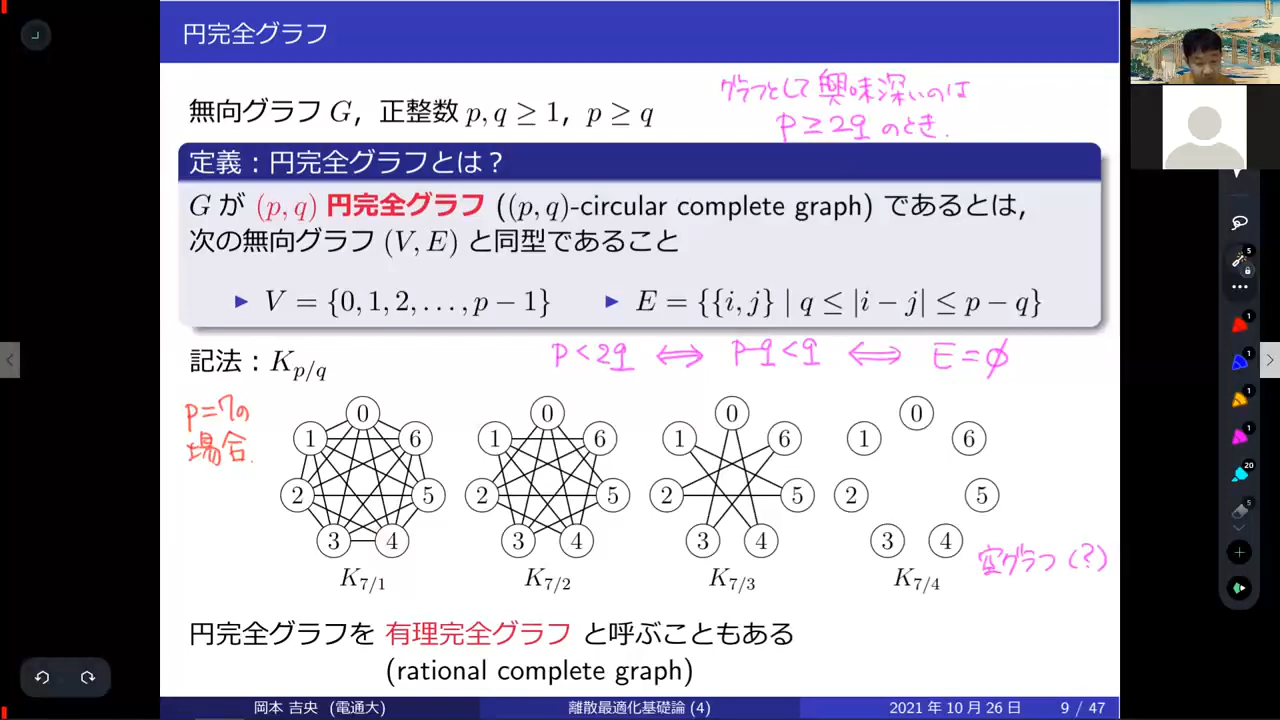 円完全グラフ
グラフとして興味深いのは
p ≥ 2q のとき.
無向グラフ G, 正整数 p, q ≥ 1, p ≥ q
定義：円完全グラフとは？
G が (p, q) 円完全グラフ ((p, q)-circular complete graph) であるとは,
次の無向グラフ (V, E) と同型であること
▶ V = {0, 1, 2, . . . , p − 1} ▶ E = {{i, j} | q ≤ |i − j| ≤ p − q}
p < 2q ⟺ p-q < q ⟺ E = ∅
記法：K_{p/q}
p=7の
場合.
0 0 0 0
1 6 1 6 1 6 1 6
2 5 2 5 2 5 2 5
3 4 3 4 3 4 3 4
空グラフ (?)
K_{7/1} K_{7/2} K_{7/3} K_{7/4}
円完全グラフを 有理完全グラフ と呼ぶこともある
(rational complete graph)
岡本 吉央 (電通大) 離散最適化基礎論 (4) 2021 年 10 月 26 日 9 / 47
5
1
1
1
1
20
5